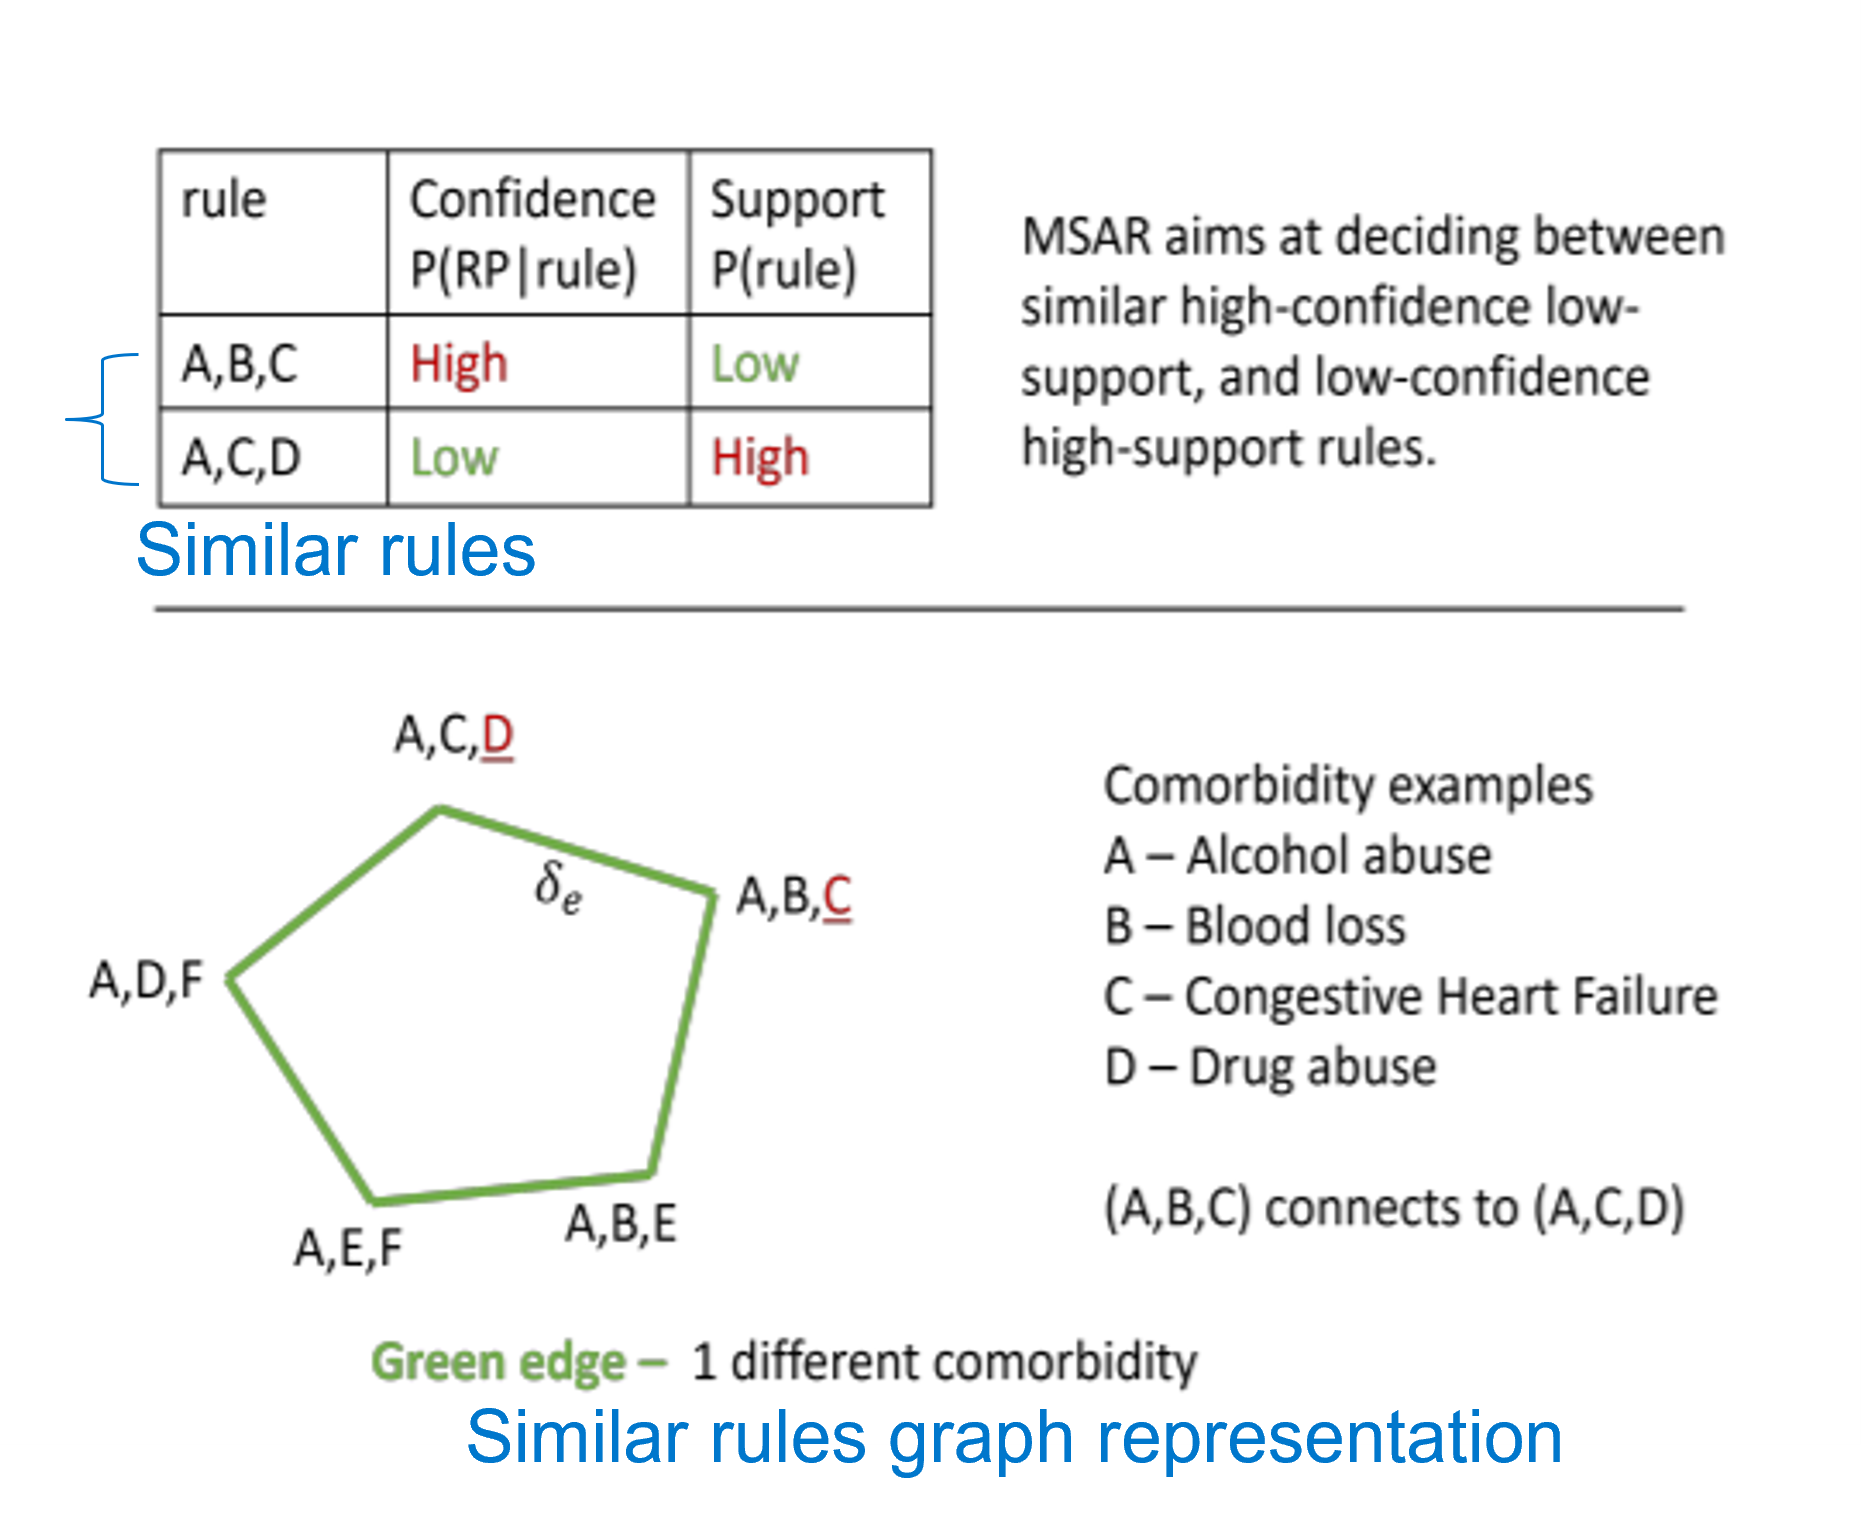 rule Confidence Support
P(RP|rule) P(rule)
A,B,C High Low
A,C,D Low High
Similar rules
MSAR aims at deciding between
similar high-confidence low-
support, and low-confidence
high-support rules.
A,C,D
δe
A,B,C
A,D,F
A,E,F
A,B,E
Comorbidity examples
A – Alcohol abuse
B – Blood loss
C – Congestive Heart Failure
D – Drug abuse
(A,B,C) connects to (A,C,D)
Green edge – 1 different comorbidity
Similar rules graph representation